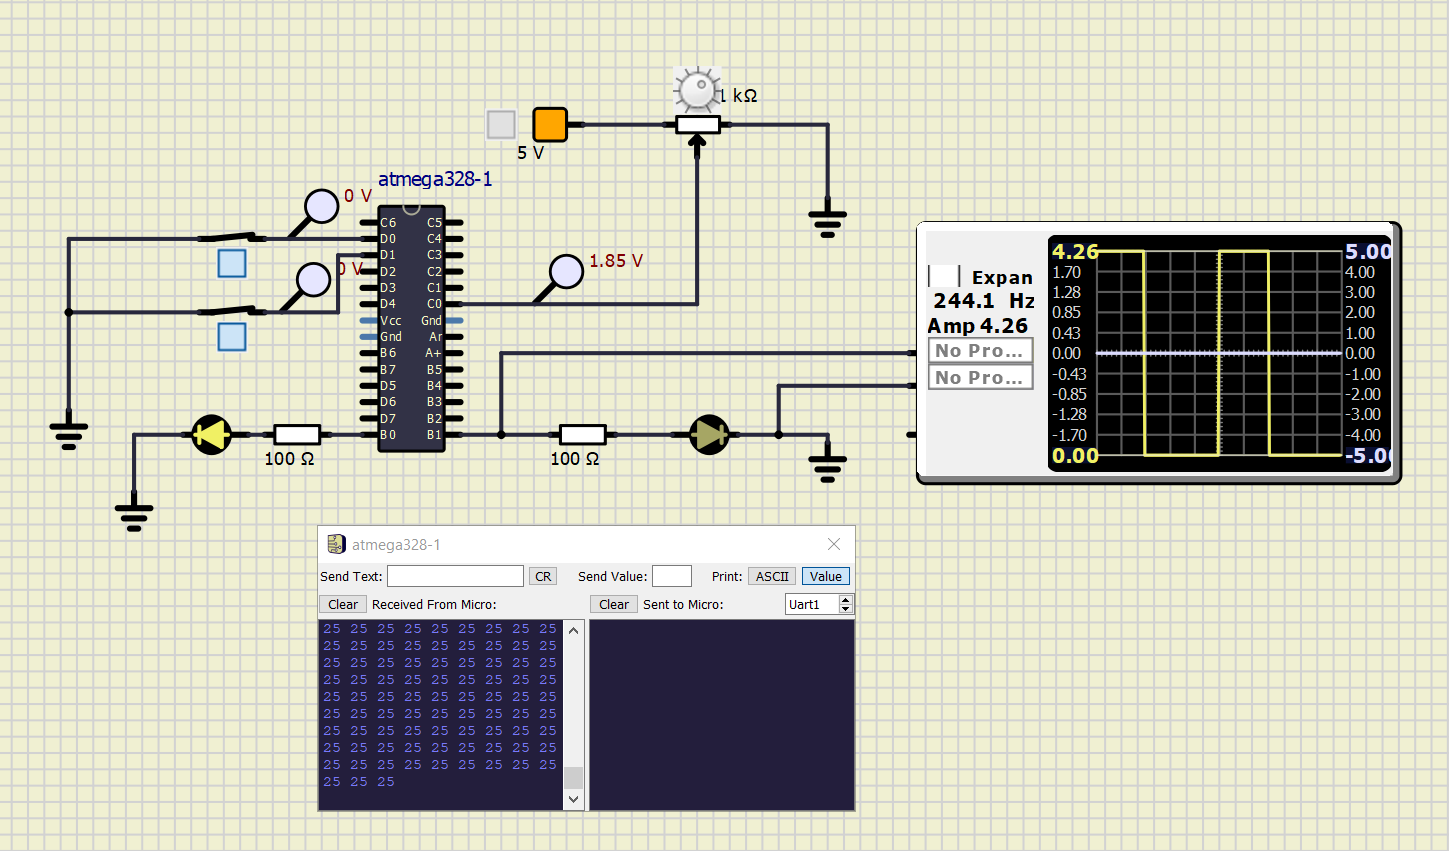 1 kΩ
5 V
atmega328-1
0 V
0 V
1.85 V
C6 C5
D0 C4
D1 C3
D2 C2
D3 C1
D4 C0
Vcc Gnd
Gnd Ar
B6 A+
B7 B5
D5 B4
D6 B3
D7 B2
B0 B1
100 Ω
100 Ω
Expan
244.1 Hz
Amp 4.26
No Pro...
No Pro...
4.26 5.00
1.70 4.00
1.28 3.00
0.85 2.00
0.43 1.00
0.00 0.00
-0.43 -1.00
-0.85 -2.00
-1.28 -3.00
-1.70 -4.00
0.00 -5.00
atmega328-1
Send Text: CR Send Value: Print: ASCII Value
Clear Received From Micro: Clear Sent to Micro: Uart1
25 25 25 25 25 25 25 25 25
25 25 25 25 25 25 25 25 25
25 25 25 25 25 25 25 25 25
25 25 25 25 25 25 25 25 25
25 25 25 25 25 25 25 25 25
25 25 25 25 25 25 25 25 25
25 25 25 25 25 25 25 25 25
25 25 25 25 25 25 25 25 25
25 25 25 25 25 25 25 25 25
25 25 25